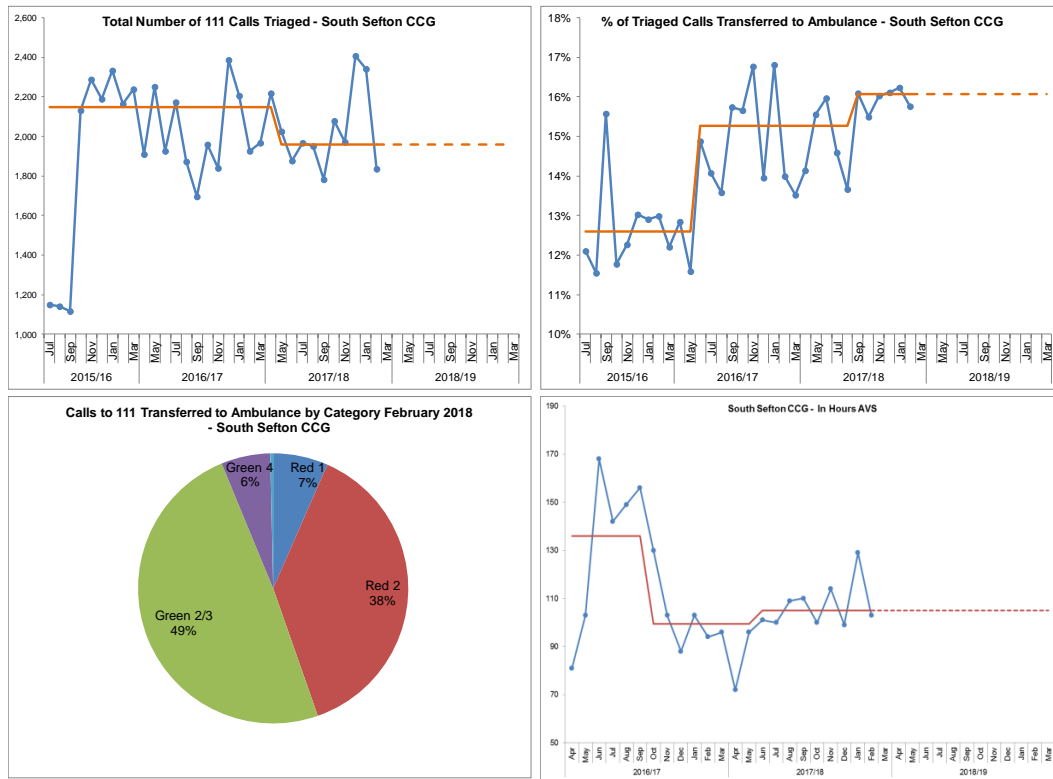 Total Number of 111 Calls Triaged - South Sefton CCG
2,600
2,400
2,200
2,000
1,800
1,600
1,400
1,200
1,000
Jul Sep Nov Jan Mar May Jul Sep Nov Jan Mar May Jul Sep Nov Jan Mar May Jul Sep Nov Jan Mar
2015/16 2016/17 2017/18 2018/19
% of Triaged Calls Transferred to Ambulance - South Sefton CCG
18%
17%
16%
15%
14%
13%
12%
11%
10%
Jul Sep Nov Jan Mar May Jul Sep Nov Jan Mar May Jul Sep Nov Jan Mar May Jul Sep Nov Jan Mar
2015/16 2016/17 2017/18 2018/19
Calls to 111 Transferred to Ambulance by Category February 2018
- South Sefton CCG
Green 4
6%
Red 1
7%
Red 2
38%
Green 2/3
49%
South Sefton CCG - In Hours AVS
190
170
150
130
110
90
70
50
Apr May Jun Jul Aug Sep Oct Nov Dec Jan Feb Mar Apr May Jun Jul Aug Sep Oct Nov Dec Jan Feb Mar Apr May Jun Jul Aug Sep Oct Nov Dec Jan Feb Mar
2016/17 2017/18 2018/19